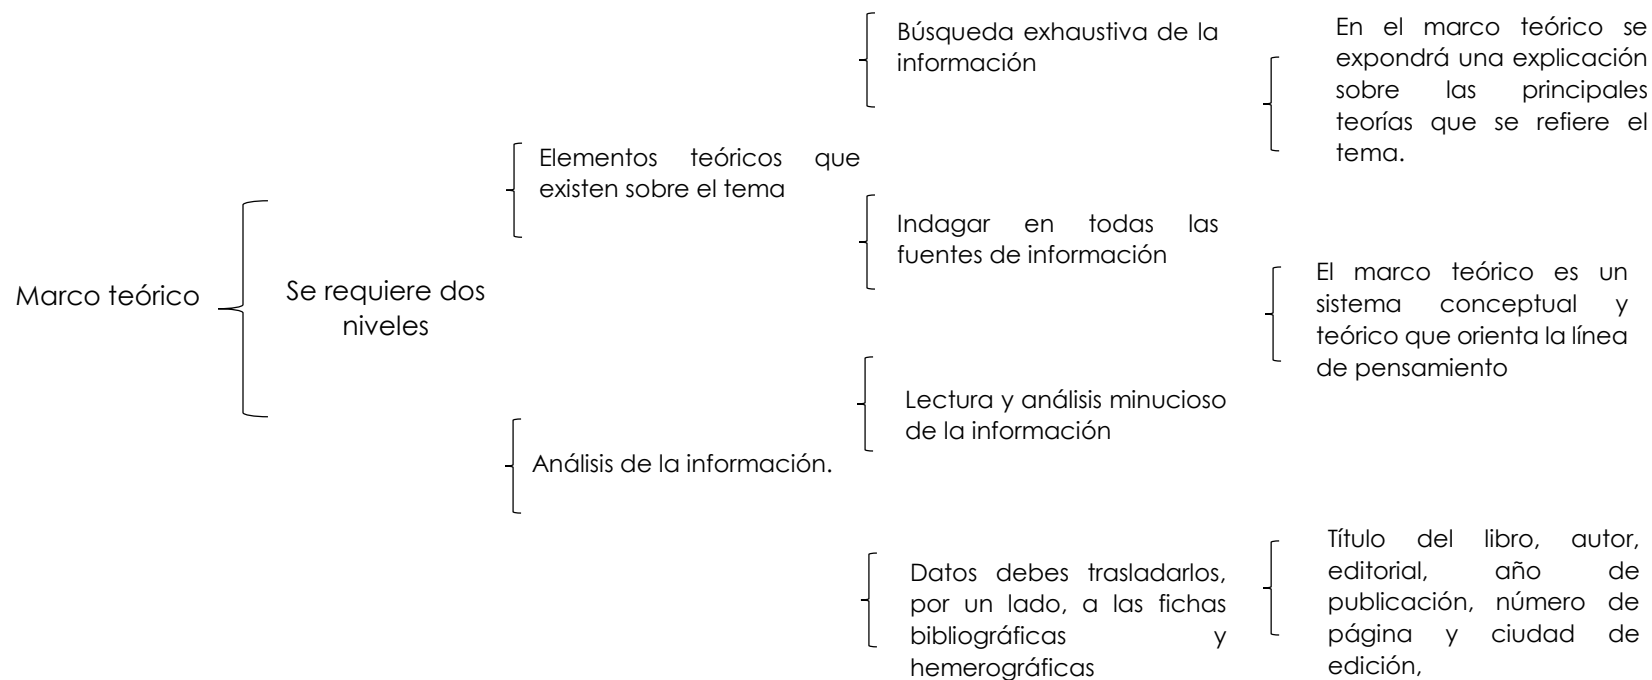 Marco teórico
Se requiere dos
niveles
Elementos teóricos que
existen sobre el tema
Análisis de la información.
Búsqueda exhaustiva de la
información
Indagar en todas las
fuentes de información
Lectura y análisis minucioso
de la información
Datos debes trasladarlos,
por un lado, a las fichas
bibliográficas y
hemerográficas
En el marco teórico se
expondrá una explicación
sobre las principales
teorías que se refiere el
tema.
El marco teórico es un
sistema conceptual y
teórico que orienta la línea
de pensamiento
Título del libro, autor,
editorial, año de
publicación, número de
página y ciudad de
edición,